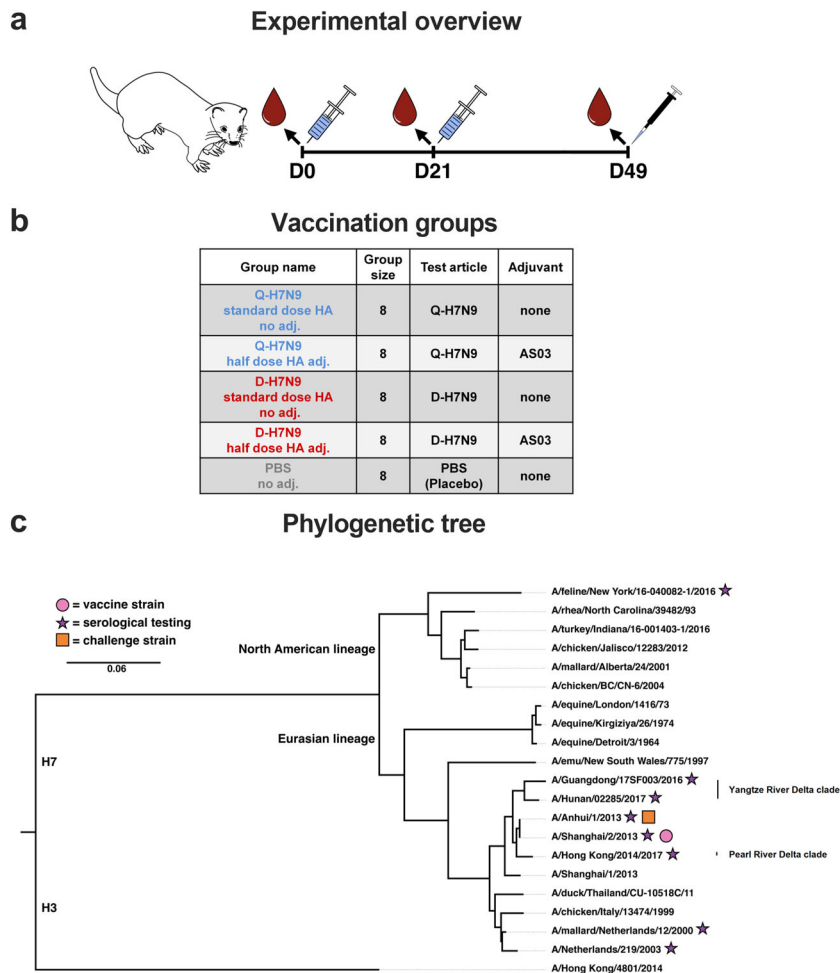 a
Experimental overview
D0
D21
D49
b
Vaccination groups
Group name
Group
size
Test article
Adjuvant
Q-H7N9
standard dose HA
no adj.
8
Q-H7N9
none
Q-H7N9
half dose HA adj.
8
Q-H7N9
AS03
D-H7N9
standard dose HA
no adj.
8
D-H7N9
none
D-H7N9
half dose HA adj.
8
D-H7N9
AS03
PBS
no adj.
8
PBS
(Placebo)
none
c
Phylogenetic tree
= vaccine strain
= serological testing
= challenge strain
0.06
North American lineage
Eurasian lineage
H7
H3
A/feline/New York/16-040082-1/2016
A/rhea/North Carolina/39482/93
A/turkey/Indiana/16-001403-1/2016
A/chicken/Jalisco/12283/2012
A/mallard/Alberta/24/2001
A/chicken/BC/CN-6/2004
A/equine/London/1416/73
A/equine/Kirgiziya/26/1974
A/equine/Detroit/3/1964
A/emu/New South Wales/775/1997
A/Guangdong/17SF003/2016
A/Hunan/02285/2017
Yangtze River Delta clade
A/Anhui/1/2013
A/Shanghai/2/2013
A/Hong Kong/2014/2017
Pearl River Delta clade
A/Shanghai/1/2013
A/duck/Thailand/CU-10518C/11
A/chicken/Italy/13474/1999
A/mallard/Netherlands/12/2000
A/Netherlands/219/2003
A/Hong Kong/4801/2014